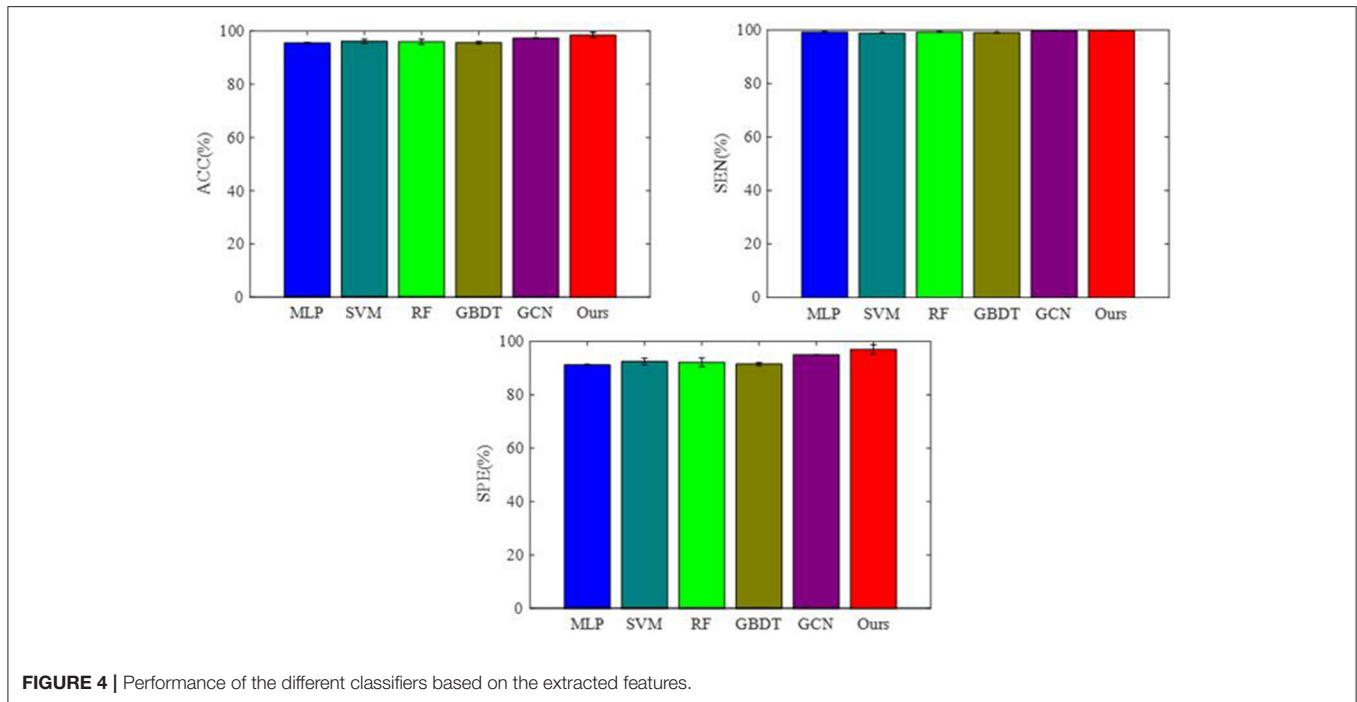 100
80
60
40
20
0
ACC(%)
MLP SVM RF GBDT GCN Ours
100
80
60
40
20
0
SEN(%)
MLP SVM RF GBDT GCN Ours
100
80
60
40
20
0
SPE(%)
MLP SVM RF GBDT GCN Ours
FIGURE 4 | Performance of the different classifiers based on the extracted features.